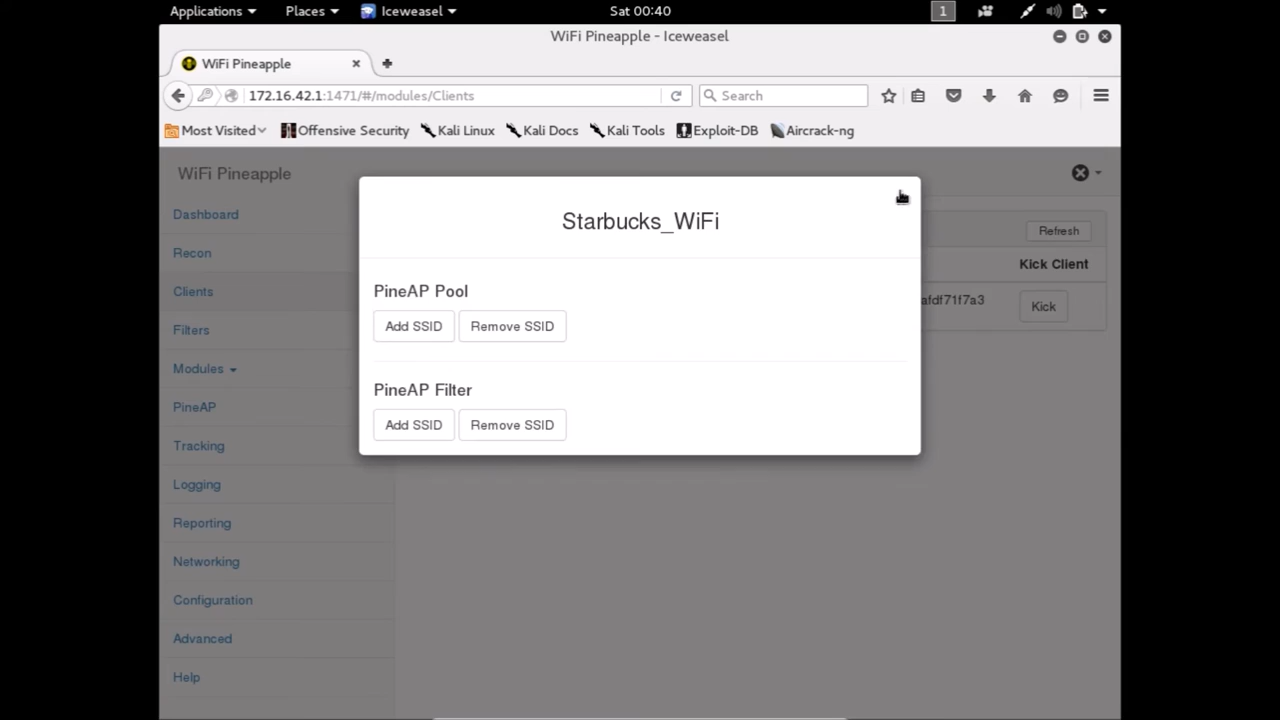 Applications Places Iceweasel Sat 00:40 1
WiFi Pineapple - Iceweasel
WiFi Pineapple
172.16.42.1:1471/#/modules/Clients Search
Most Visited Offensive Security Kali Linux Kali Docs Kali Tools Exploit-DB Aircrack-ng
WiFi Pineapple
Dashboard
Recon
Clients
Filters
Modules
PineAP
Tracking
Logging
Reporting
Networking
Configuration
Advanced
Help
Starbucks_WiFi
PineAP Pool
Add SSID Remove SSID
PineAP Filter
Add SSID Remove SSID
Refresh
Kick Client
afdf71f7a3 Kick